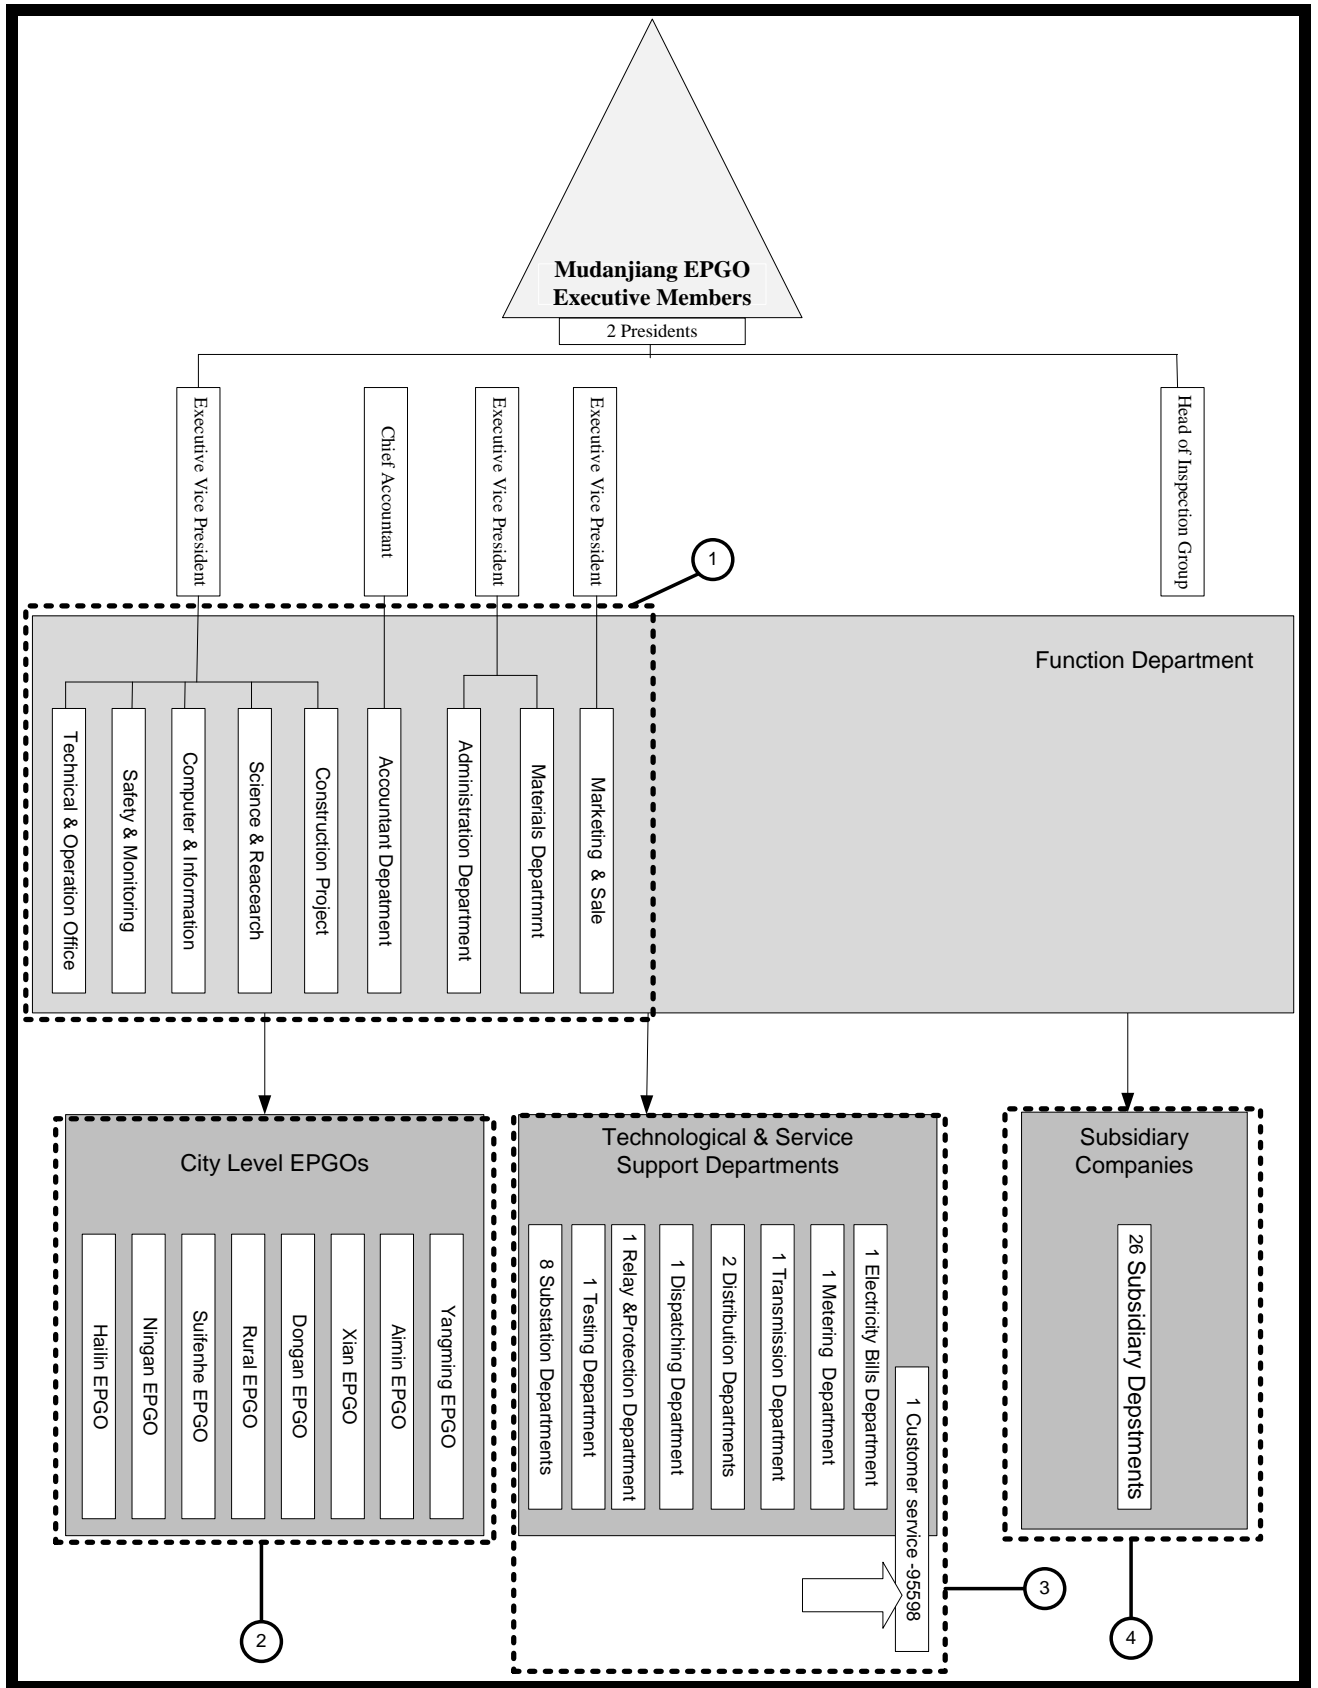 Mudanjiang EPGO
Executive Members
2 Presidents
Executive Vice President
Chief Accountant
Executive Vice President
Executive Vice President
Head of Inspection Group
1
Function Department
Technical & Operation Office
Safety & Monitoring
Computer & Information
Science & Reacearch
Construction Project
Accountant Depatment
Administration Department
Materials Departmrnt
Marketing & Sale
City Level EPGOs
Hailin EPGO
Ningan EPGO
Suifenhe EPGO
Rural EPGO
Dongan EPGO
Xian EPGO
Aimin EPGO
Yangming EPGO
2
Technological & Service
Support Departments
8 Substation Departments
1 Testing Department
1 Relay &Protection Department
1 Dispatching Department
2 Distribution Departments
1 Transmission Department
1 Metering Department
1 Electricity Bills Department
1 Customer service -95598
3
Subsidiary
Companies
26 Subsidiary Depstments
4